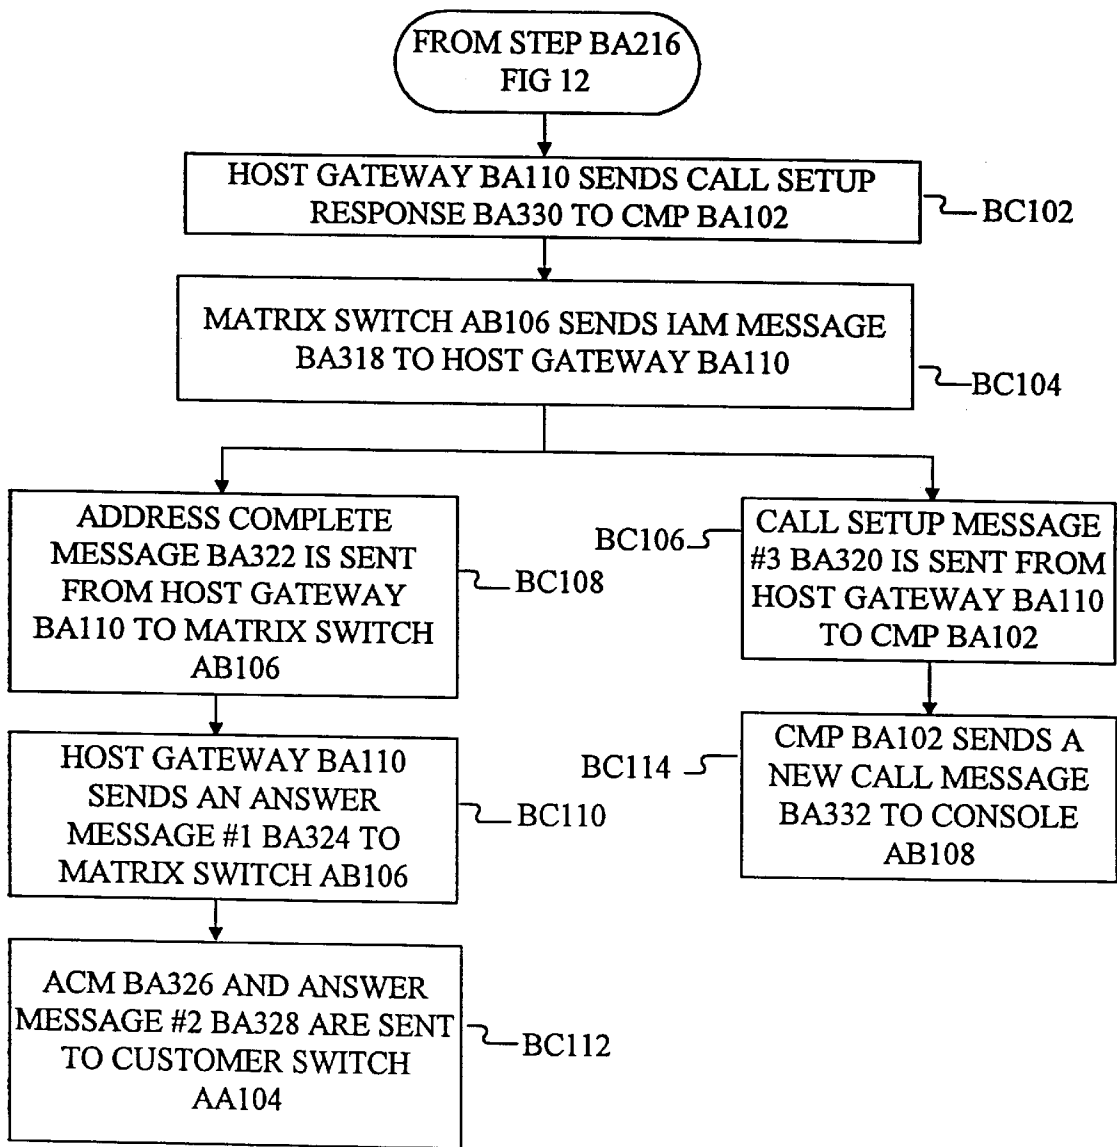 FROM STEP BA216
FIG 12
HOST GATEWAY BA110 SENDS CALL SETUP
RESPONSE BA330 TO CMP BA102
BC102
MATRIX SWITCH AB106 SENDS IAM MESSAGE
BA318 TO HOST GATEWAY BA110
BC104
ADDRESS COMPLETE
MESSAGE BA322 IS SENT
FROM HOST GATEWAY
BA110 TO MATRIX SWITCH
AB106
BC108
BC106
CALL SETUP MESSAGE
#3 BA320 IS SENT FROM
HOST GATEWAY BA110
TO CMP BA102
HOST GATEWAY BA110
SENDS AN ANSWER
MESSAGE #1 BA324 TO
MATRIX SWITCH AB106
BC110
BC114
CMP BA102 SENDS A
NEW CALL MESSAGE
BA332 TO CONSOLE
AB108
ACM BA326 AND ANSWER
MESSAGE #2 BA328 ARE SENT
TO CUSTOMER SWITCH
AA104
BC112